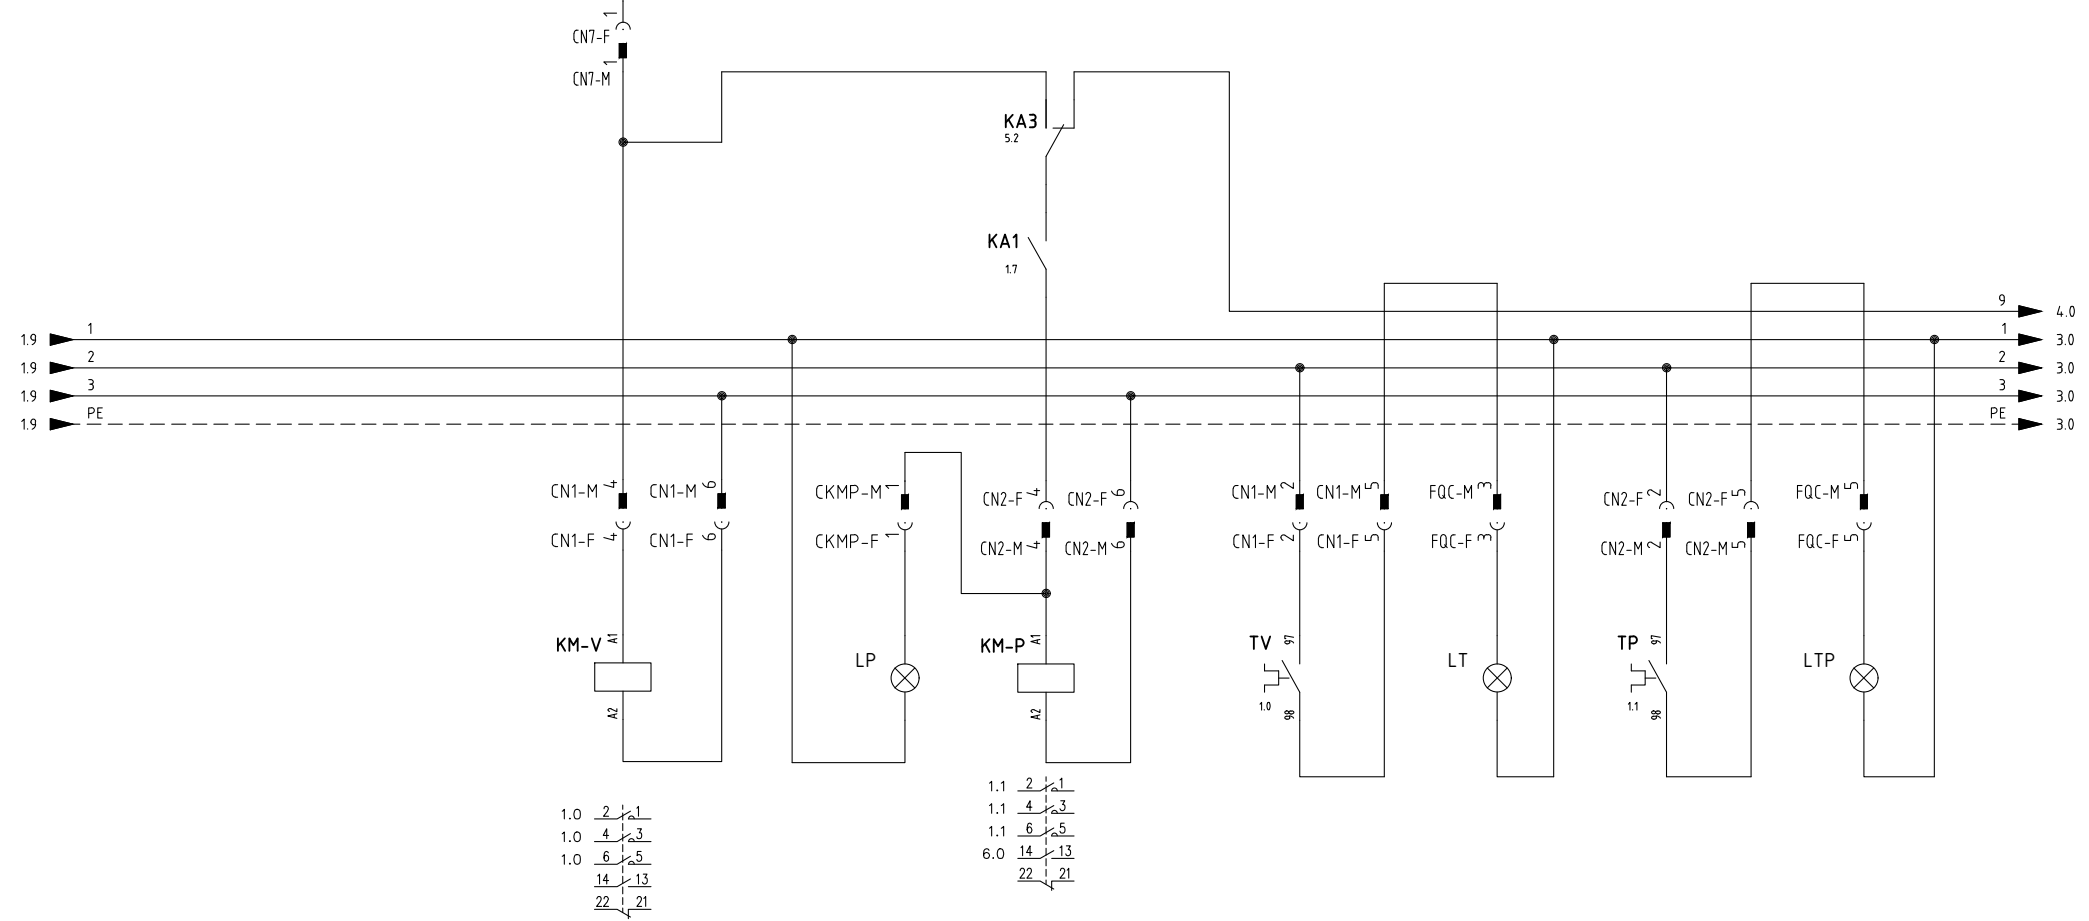 1
CN7-F
1
CN7-M
KA3
5.2
KA1
1.7
9
4.0
1.9
1
1
3.0
1.9
2
2
3.0
1.9
3
3
3.0
1.9
PE
PE
3.0
CN1-M 4
CN1-M 6
CKMP-M 1
CN2-F 4
CN2-F 6
CN1-M 2
CN1-M 5
FQC-M 3
CN2-F 2
CN2-F 5
FQC-M 5
CN1-F 4
CN1-F 6
CKMP-F 1
CN2-M 4
CN2-M 6
CN1-F 2
CN1-F 5
FQC-F 3
CN2-M 2
CN2-M 5
FQC-F 5
KM-V
A1
A2
LP
KM-P
A1
A2
TV
97
1.0
98
LT
TP
97
1.1
98
LTP
1.0 2 1
1.0 4 3
1.0 6 5
14 13
22 21
1.1 2 1
1.1 4 3
1.1 6 5
6.0 14 13
22 21